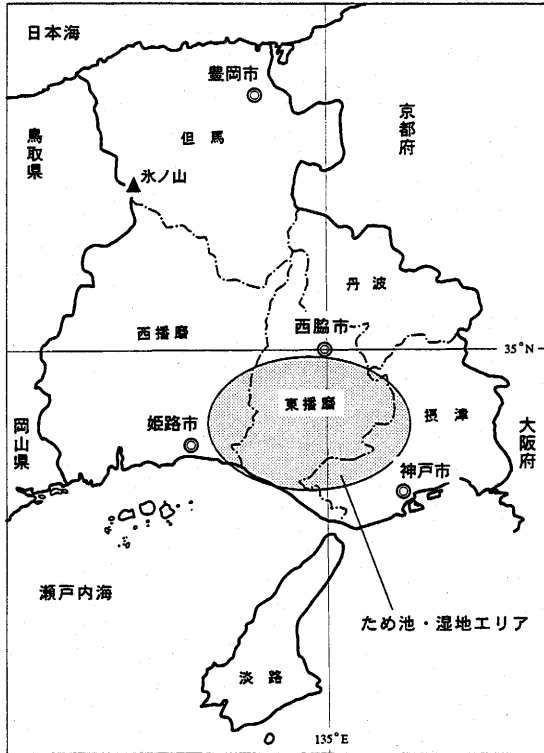 日本海
豊岡市
京都府
但馬
鳥取県
氷ノ山
丹波
西播磨
西脇市
35°N
東播磨
摂津
姫路市
岡山県
大阪府
神戸市
瀬戸内海
ため池・湿地エリア
淡路
135°E